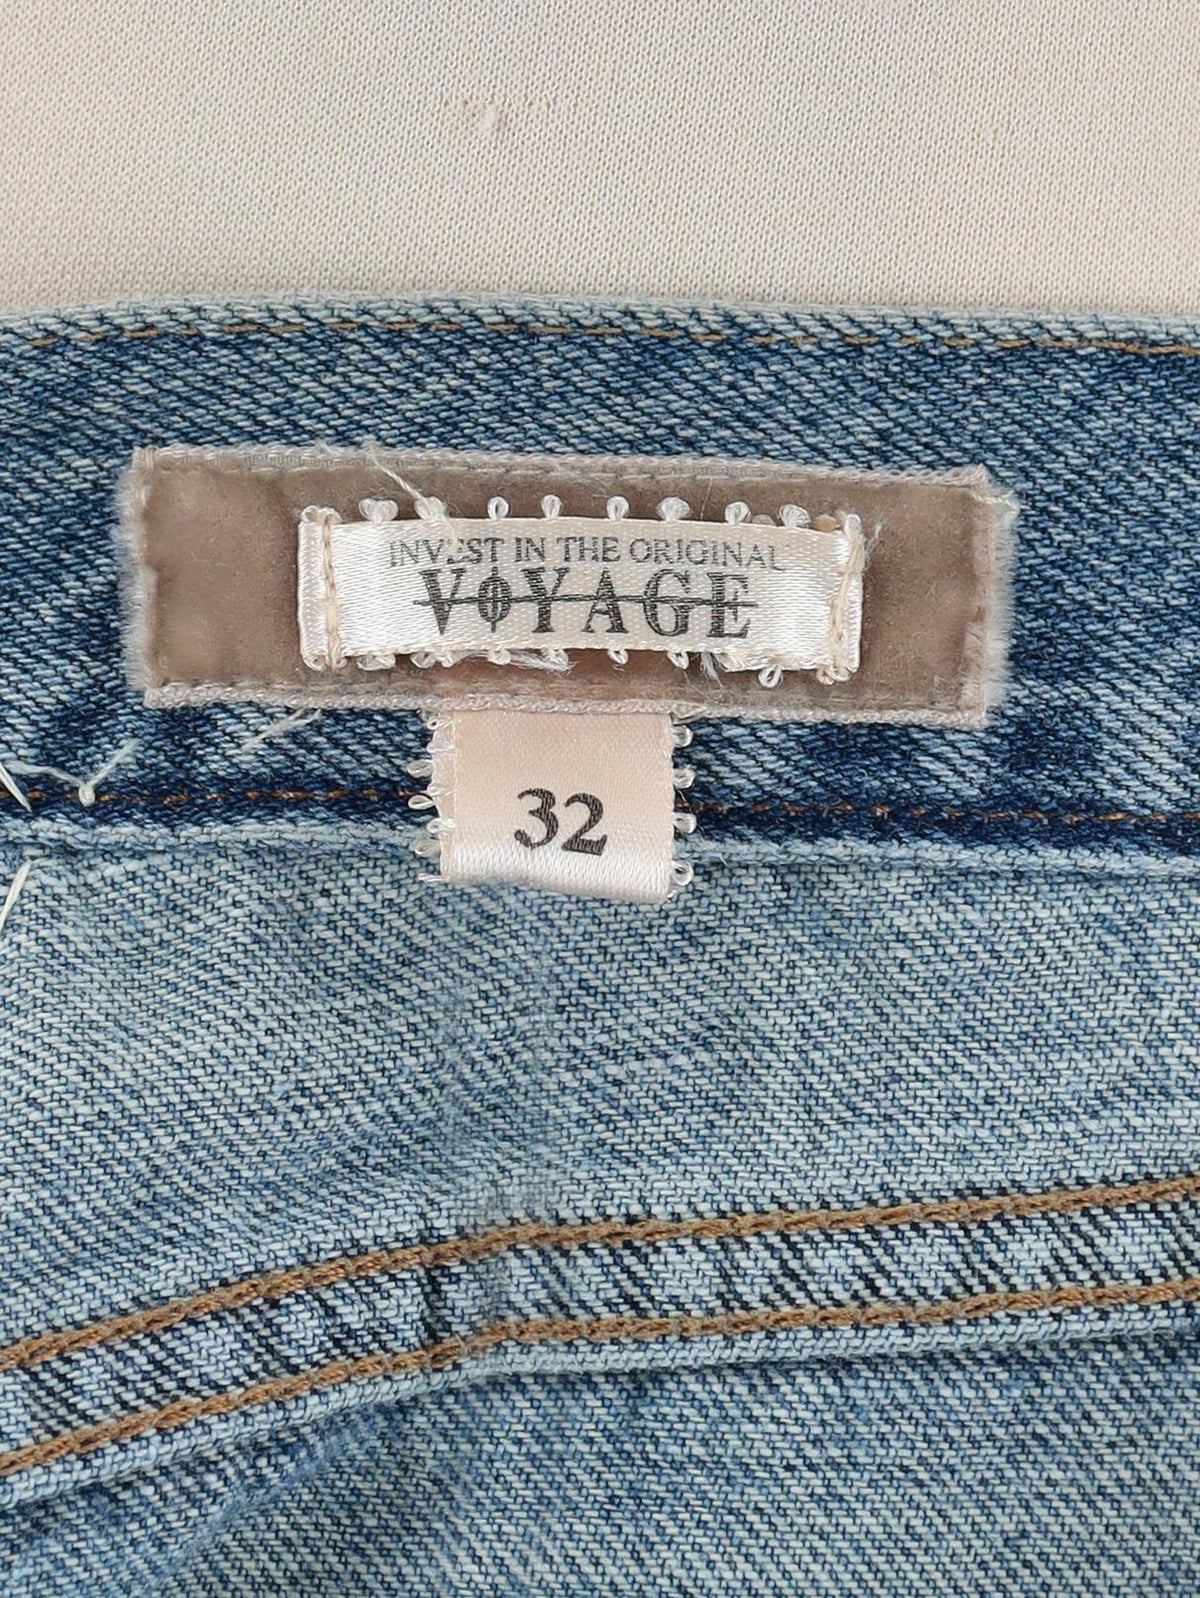 INVEST IN THE ORIGINAL
VOYAGE
32